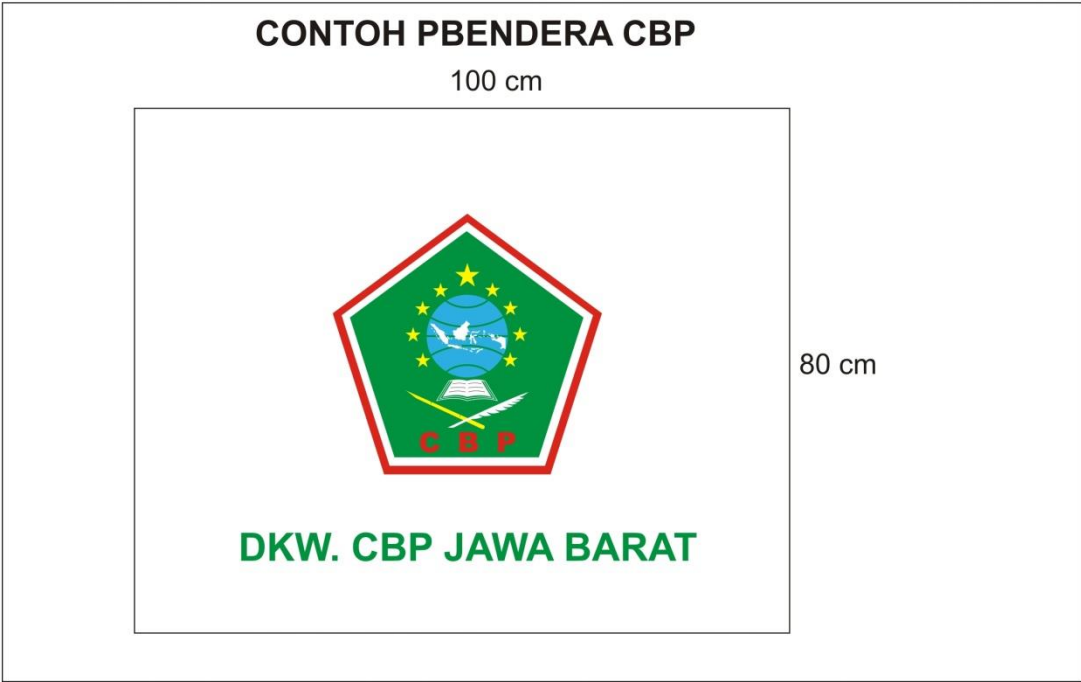 CONTOH PBENDERA CBP
100 cm
80 cm
C B P
DKW. CBP JAWA BARAT